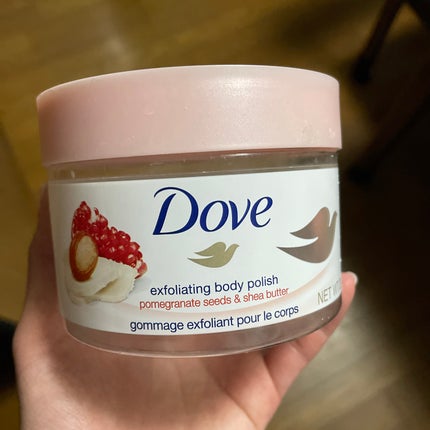 Dove
exfoliating body polish
pomegranate seeds & shea butter
gommage exfoliant pour le corps
NET